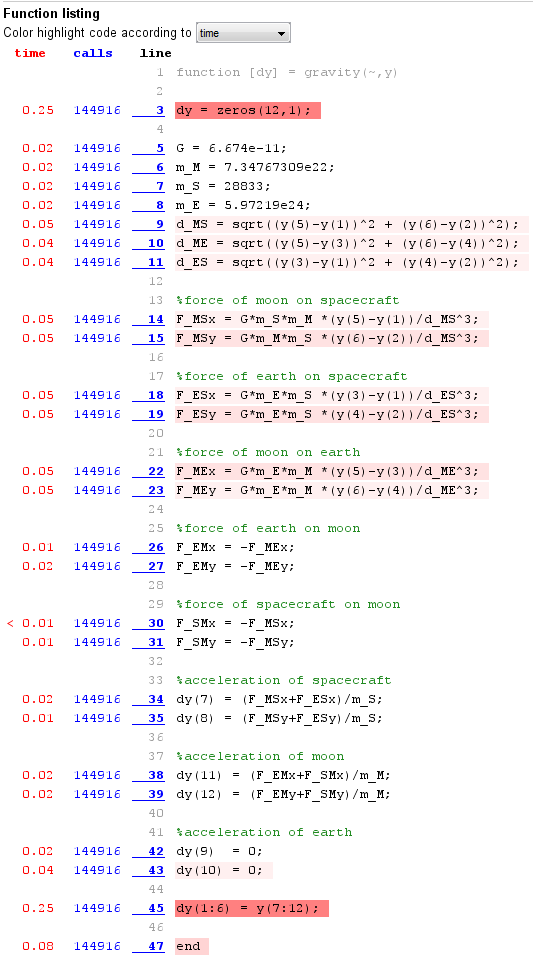 Function listing
Color highlight code according to time
time calls line
1 function [dy] = gravity(~,y)
2
0.25 144916 3 dy = zeros(12,1);
4
0.02 144916 5 G = 6.674e-11;
0.02 144916 6 m_M = 7.34767309e22;
0.02 144916 7 m_S = 28833;
0.02 144916 8 m_E = 5.97219e24;
0.05 144916 9 d_MS = sqrt((y(5)-y(1))^2 + (y(6)-y(2))^2);
0.04 144916 10 d_ME = sqrt((y(5)-y(3))^2 + (y(6)-y(4))^2);
0.04 144916 11 d_ES = sqrt((y(3)-y(1))^2 + (y(4)-y(2))^2);
12
13 %force of moon on spacecraft
0.05 144916 14 F_MSx = G*m_S*m_M *(y(5)-y(1))/d_MS^3;
0.05 144916 15 F_MSy = G*m_M*m_S *(y(6)-y(2))/d_MS^3;
16
17 %force of earth on spacecraft
0.05 144916 18 F_ESx = G*m_E*m_S *(y(3)-y(1))/d_ES^3;
0.05 144916 19 F_ESy = G*m_E*m_S *(y(4)-y(2))/d_ES^3;
20
21 %force of moon on earth
0.05 144916 22 F_MEx = G*m_E*m_M *(y(5)-y(3))/d_ME^3;
0.05 144916 23 F_MEy = G*m_E*m_M *(y(6)-y(4))/d_ME^3;
24
25 %force of earth on moon
0.01 144916 26 F_EMx = -F_MEx;
0.02 144916 27 F_EMy = -F_MEy;
28
29 %force of spacecraft on moon
< 0.01 144916 30 F_SMx = -F_MSx;
0.01 144916 31 F_SMy = -F_MSy;
32
33 %acceleration of spacecraft
0.02 144916 34 dy(7) = (F_MSx+F_ESx)/m_S;
0.01 144916 35 dy(8) = (F_MSy+F_ESy)/m_S;
36
37 %acceleration of moon
0.02 144916 38 dy(11) = (F_EMx+F_SMx)/m_M;
0.02 144916 39 dy(12) = (F_EMy+F_SMy)/m_M;
40
41 %acceleration of earth
0.02 144916 42 dy(9)  = 0;
0.04 144916 43 dy(10) = 0;
44
0.25 144916 45 dy(1:6) = y(7:12);
46
0.08 144916 47 end